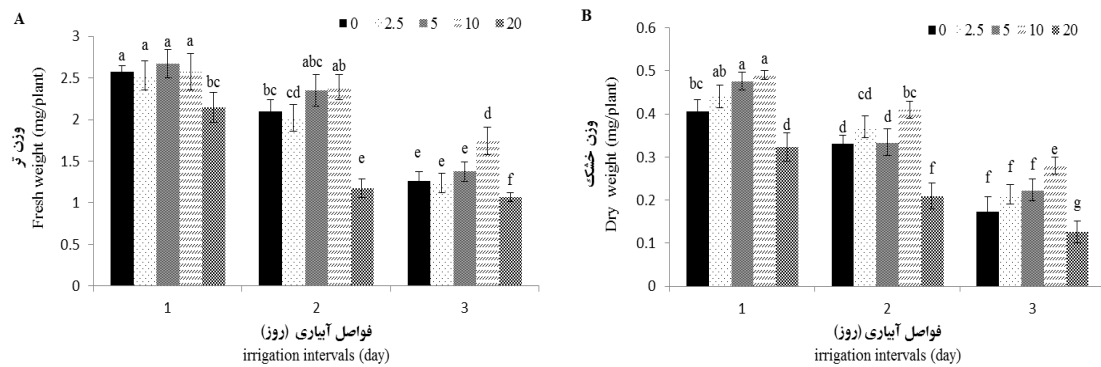 A
0 2.5 5 10 20
وزن تر
Fresh weight (mg/plant)
3
2.5
2
1.5
1
0.5
0
a a a a bc
bc cd abc ab e
e e e d f
1 2 3
فواصل آبیاری (روز)
irrigation intervals (day)
B
0 2.5 5 10 20
وزن خشک
Dry weight (mg/plant)
0.6
0.5
0.4
0.3
0.2
0.1
0
bc ab a a d
d cd d bc f
f f f e g
1 2 3
فواصل آبیاری (روز)
irrigation intervals (day)